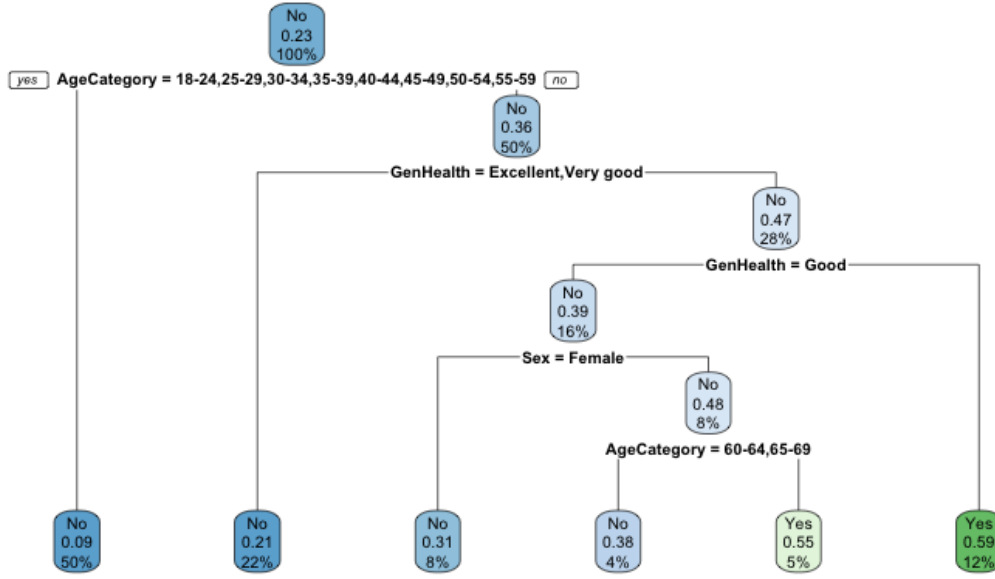 No
0.23
100%
yes AgeCategory = 18-24,25-29,30-34,35-39,40-44,45-49,50-54,55-59 no
No
0.36
50%
GenHealth = Excellent,Very good
No
0.47
28%
GenHealth = Good
No
0.39
16%
Sex = Female
No
0.48
8%
AgeCategory = 60-64,65-69
No
0.09
50%
No
0.21
22%
No
0.31
8%
No
0.38
4%
Yes
0.55
5%
Yes
0.59
12%